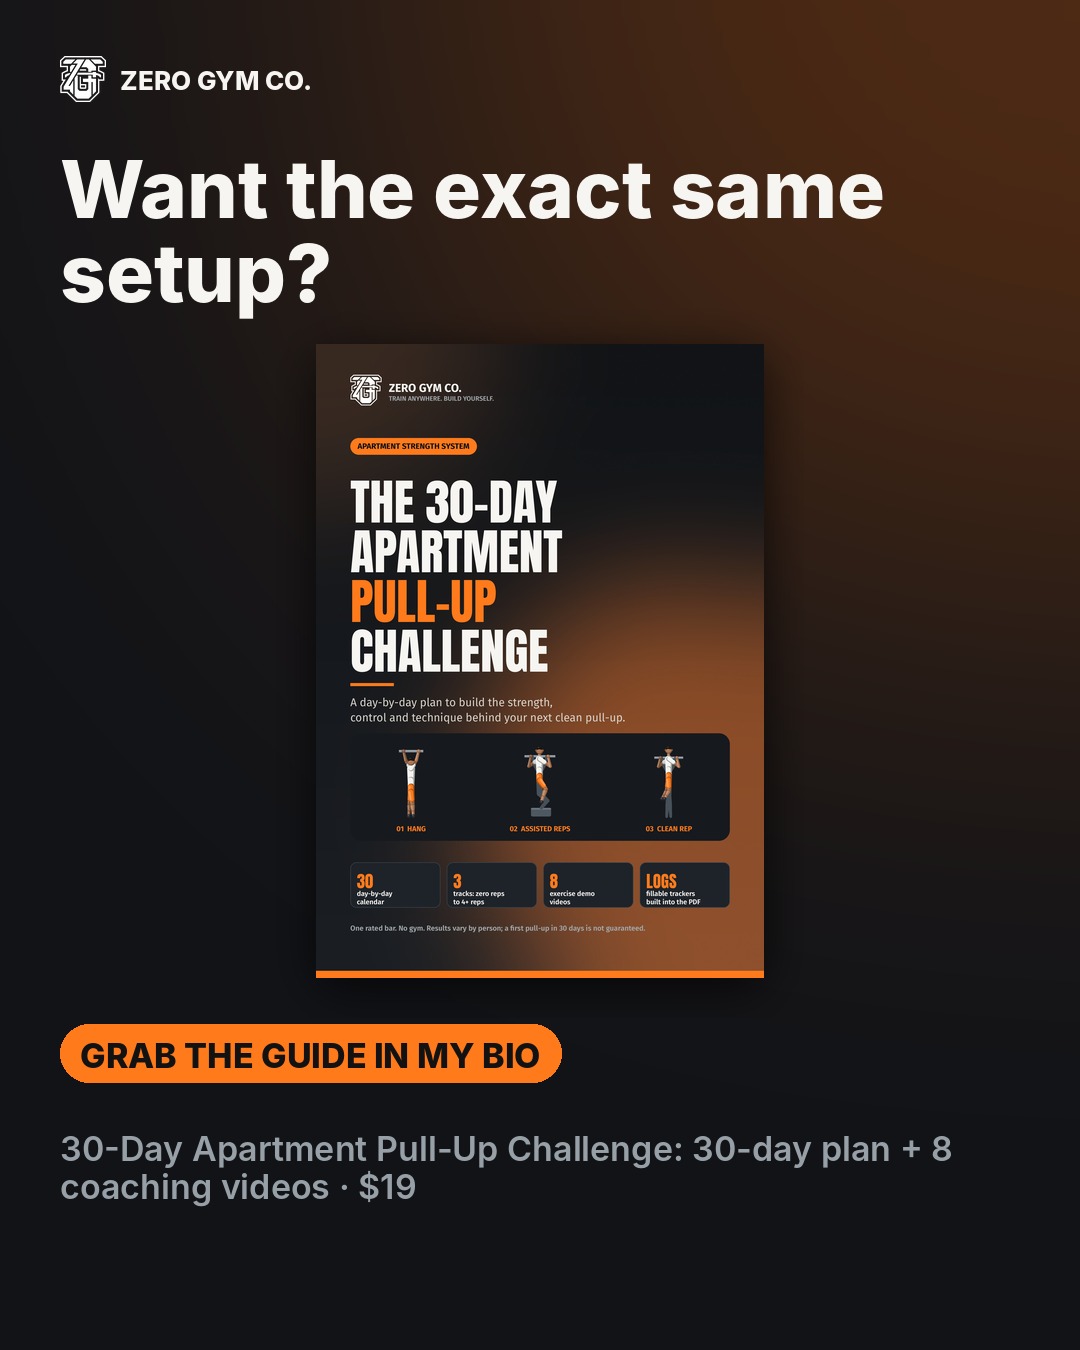 ZERO GYM CO.
Want the exact same
setup?
ZERO GYM CO.
TRAIN ANYWHERE. BUILD YOURSELF.
APARTMENT STRENGTH SYSTEM
THE 30-DAY
APARTMENT
PULL-UP
CHALLENGE
A day-by-day plan to build the strength,
control and technique behind your next clean pull-up.
01 HANG
02 ASSISTED REPS
03 CLEAN REP
30
day-by-day
calendar
3
tracks: zero reps
to 4+ reps
8
exercise demo
videos
LOGS
fillable trackers
built into the PDF
One rated bar. No gym. Results vary by person; a first pull-up in 30 days is not guaranteed.
GRAB THE GUIDE IN MY BIO
30-Day Apartment Pull-Up Challenge: 30-day plan + 8
coaching videos · $19